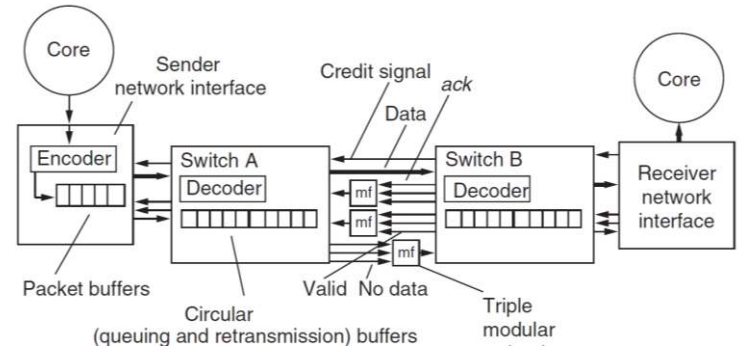 Core
Sender
network interface
Credit signal
ack
Data
Core
Encoder
Switch A
Decoder
mf
mf
mf
Switch B
Decoder
Receiver
network
interface
Packet buffers
Circular
(queuing and retransmission) buffers
Valid
No data
Triple
modular